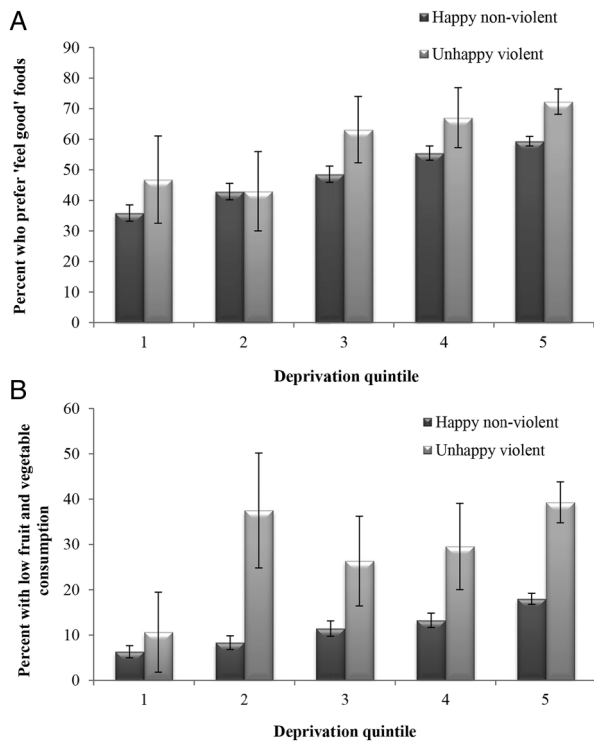 A
Happy non-violent
Unhappy violent
Percent who prefer 'feel good' foods
90
80
70
60
50
40
30
20
10
0
1 2 3 4 5
Deprivation quintile
B
Happy non-violent
Unhappy violent
Percent with low fruit and vegetable
consumption
60
50
40
30
20
10
0
1 2 3 4 5
Deprivation quintile